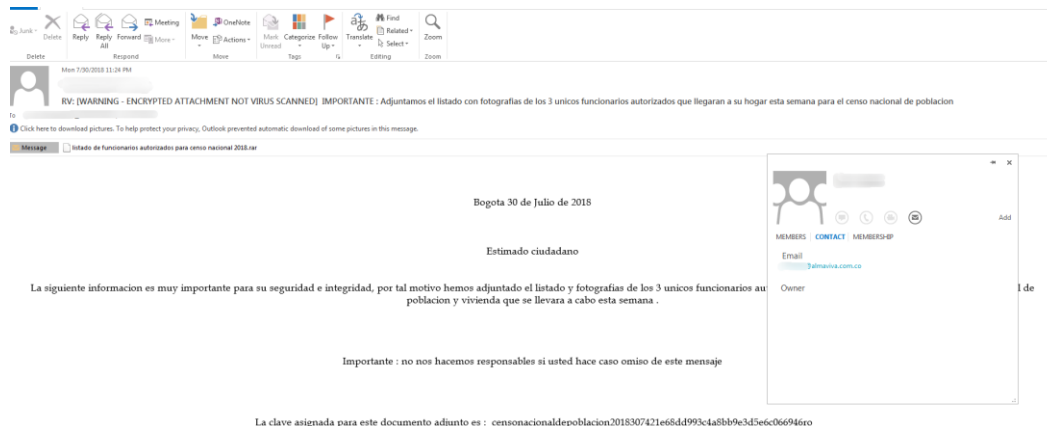 Junk
Delete
Reply
Reply All
Forward
Meeting
More
Move
OneNote
Actions
Mark Unread
Categorize
Follow Up
Translate
Find
Related
Select
Zoom
Delete
Respond
Move
Tags
Editing
Zoom
Mon 7/30/2018 11:24 PM
RV: [WARNING - ENCRYPTED ATTACHMENT NOT VIRUS SCANNED] IMPORTANTE : Adjuntamos el listado con fotografias de los 3 unicos funcionarios autorizados que llegaran a su hogar esta semana para el censo nacional de poblacion
To
Click here to download pictures. To help protect your privacy, Outlook prevented automatic download of some pictures in this message.
Message
listado de funcionarios autorizados para censo nacional 2018.rar
Bogota 30 de Julio de 2018
Estimado ciudadano
La siguiente informacion es muy importante para su seguridad e integridad, por tal motivo hemos adjuntado el listado y fotografias de los 3 unicos funcionarios au
l de
poblacion y vivienda que se llevara a cabo esta semana .
Importante : no nos hacemos responsables si usted hace caso omiso de este mensaje
La clave asignada para este documento adjunto es : censonacionaldepoblacion2018307421e68dd993c4a8bb9e3d5e6c066946ro
Add
MEMBERS CONTACT MEMBERSHIP
Email
@almaviva.com.co
Owner